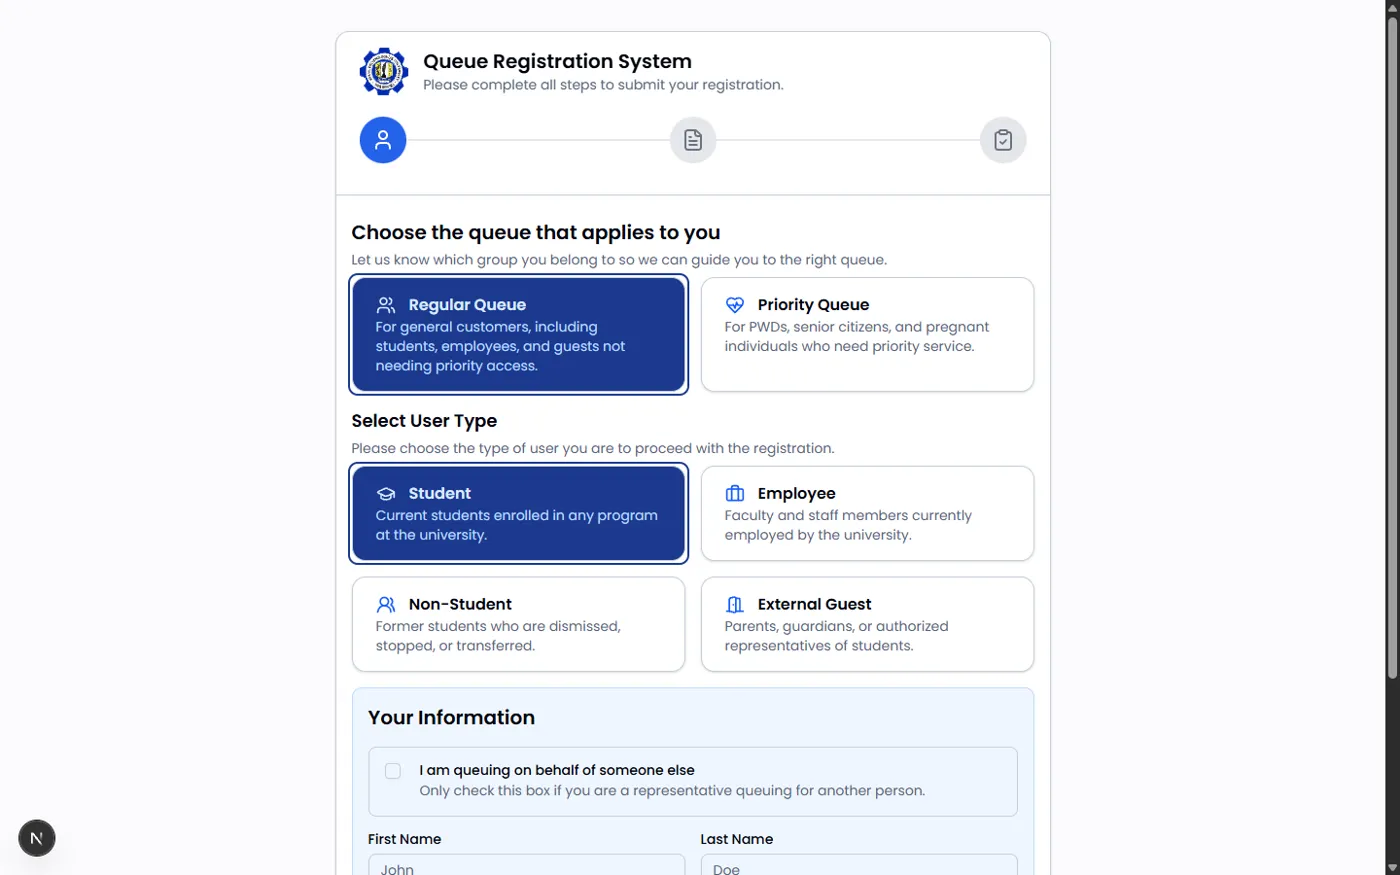 Queue Registration System
Please complete all steps to submit your registration.
Choose the queue that applies to you
Let us know which group you belong to so we can guide you to the right queue.
Regular Queue
For general customers, including
students, employees, and guests not
needing priority access.
Priority Queue
For PWDs, senior citizens, and pregnant
individuals who need priority service.
Select User Type
Please choose the type of user you are to proceed with the registration.
Student
Current students enrolled in any program
at the university.
Employee
Faculty and staff members currently
employed by the university.
Non-Student
Former students who are dismissed,
stopped, or transferred.
External Guest
Parents, guardians, or authorized
representatives of students.
Your Information
I am queuing on behalf of someone else
Only check this box if you are a representative queuing for another person.
First Name
Last Name
John
Doe
N